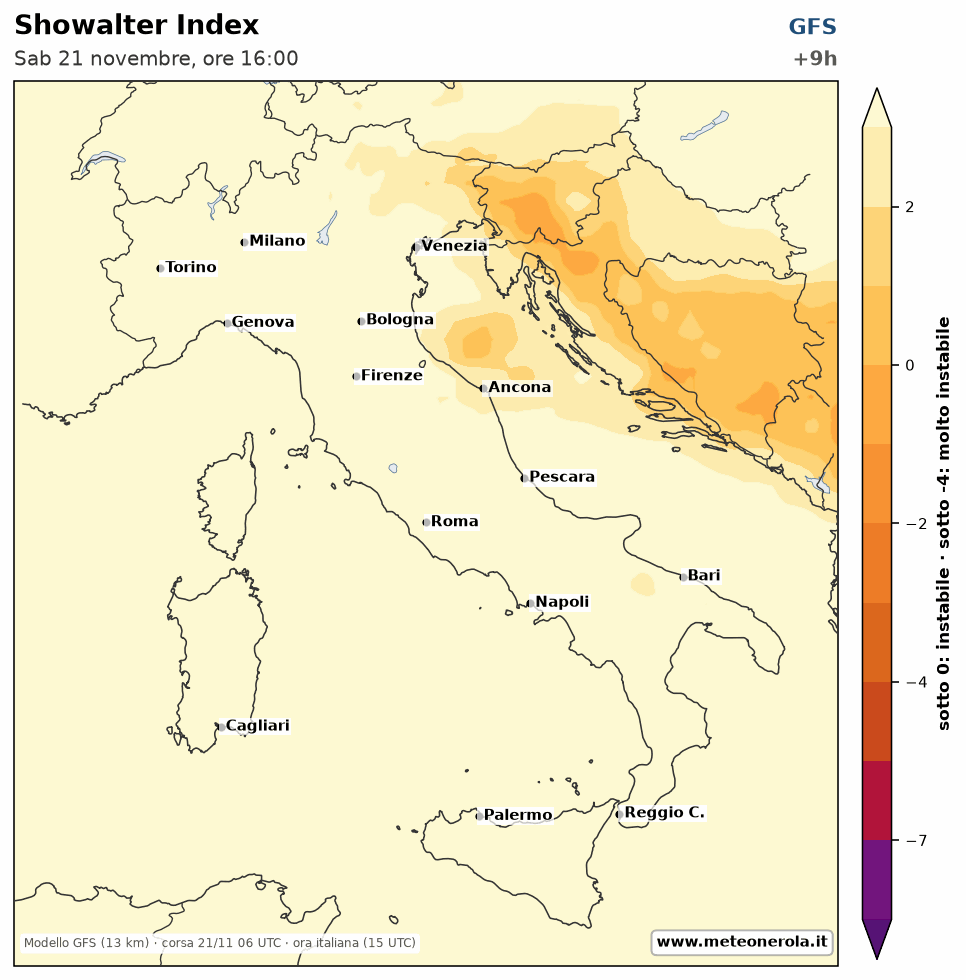 Showalter Index
GFS
Sab 21 novembre, ore 16:00
+9h
Milano
Venezia
Torino
Genova
Bologna
Firenze
Ancona
Pescara
Roma
Bari
Napoli
Cagliari
Palermo
Reggio C.
2
0
−2
−4
−7
sotto 0: instabile · sotto -4: molto instabile
Modello GFS (13 km) · corsa 21/11 06 UTC · ora italiana (15 UTC)
www.meteonerola.it